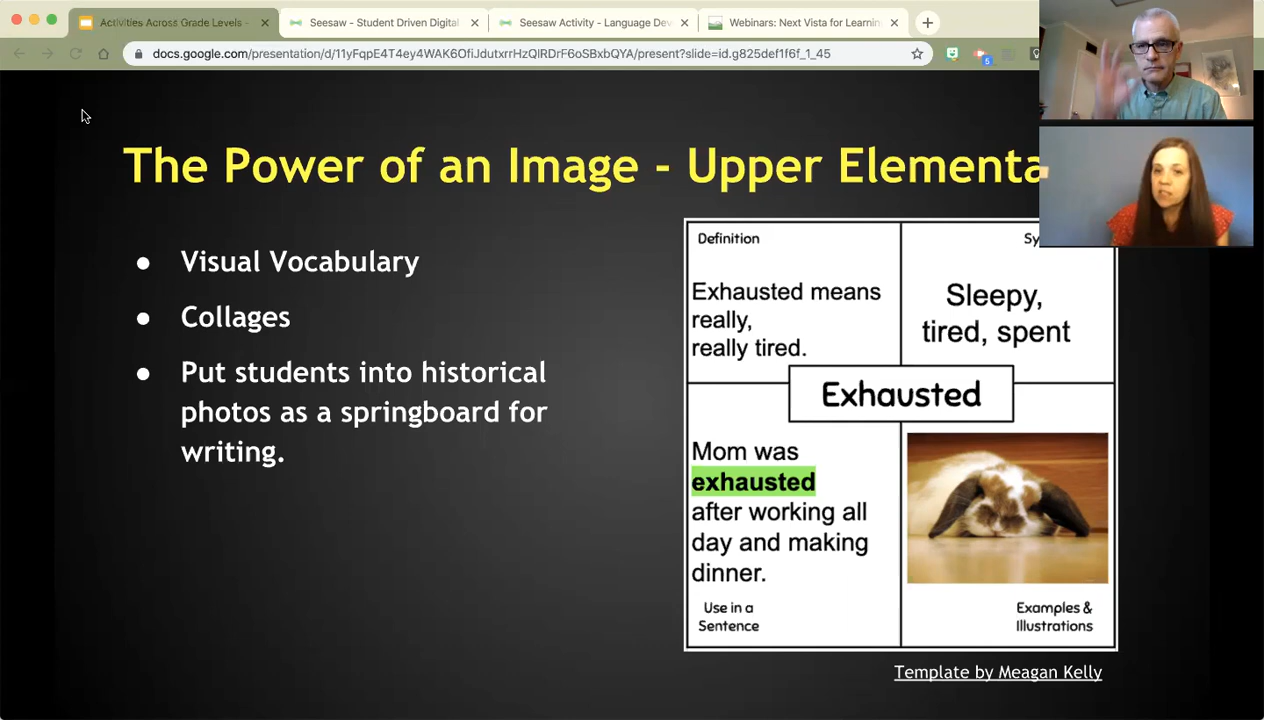 Activities Across Grade Levels -
Seesaw - Student Driven Digital
Seesaw Activity - Language Dev
Webinars: Next Vista for Learnin
docs.google.com/presentation/d/11yFqpE4T4ey4WAK6OfiJdutxrrHzQlRDrF6oSBxbQYA/present?slide=id.g825def1f6f_1_45
5
The Power of an Image - Upper Elementa
Visual Vocabulary
Collages
Put students into historical
photos as a springboard for
writing.
Definition
Sy
Exhausted means
really,
really tired.
Sleepy,
tired, spent
Exhausted
Mom was
exhausted
after working all
day and making
dinner.
Use in a
Sentence
Examples &
Illustrations
Template by Meagan Kelly